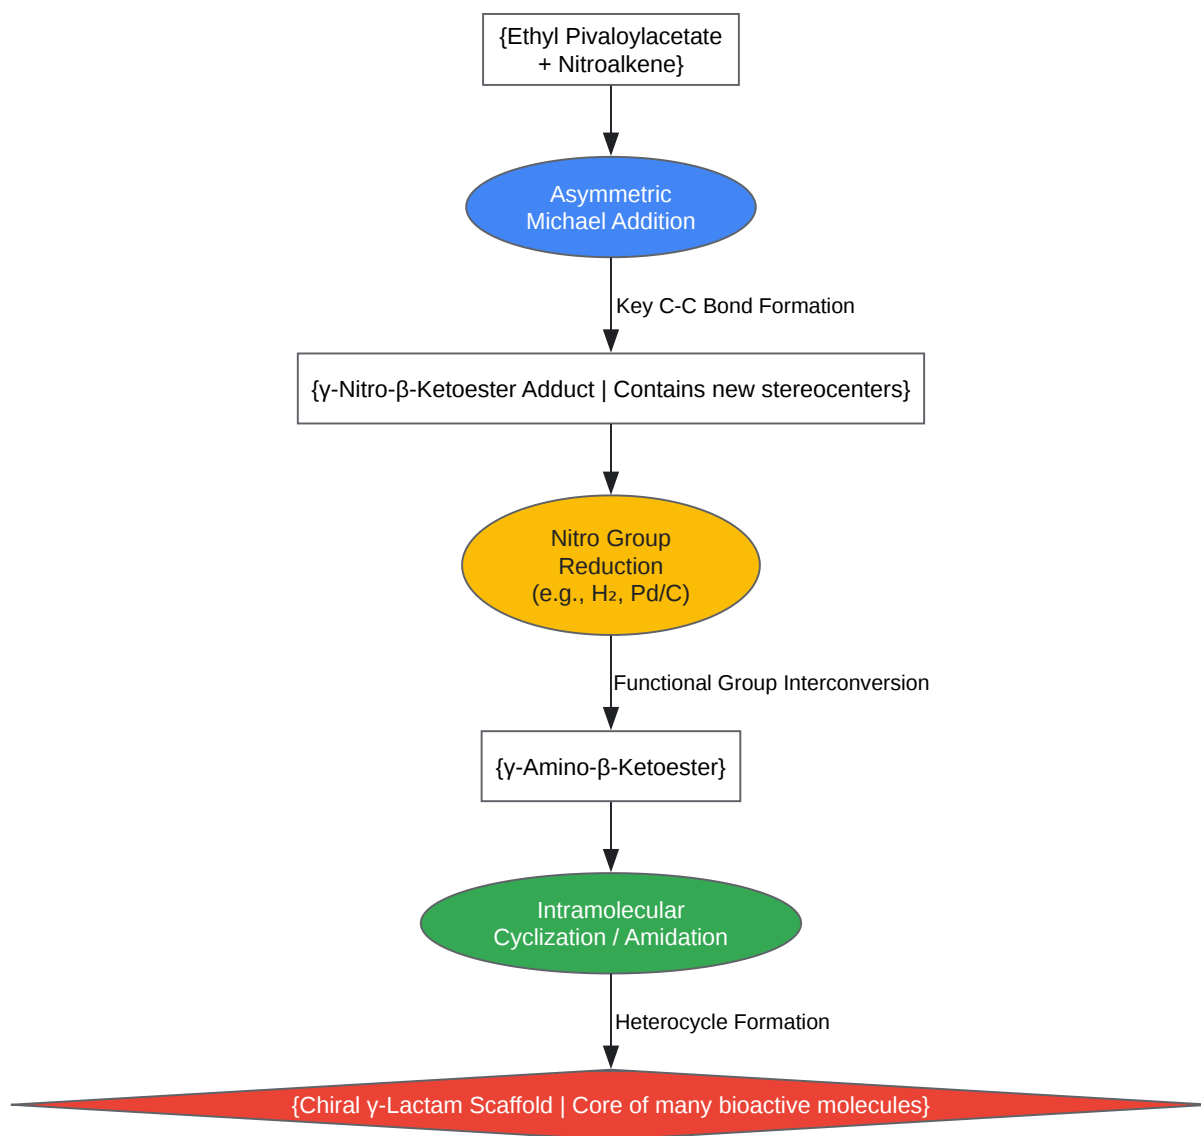 {Ethyl Pivaloylacetate
+ Nitroalkene}
Asymmetric
Michael Addition
Key C-C Bond Formation
{γ-Nitro-β-Ketoester Adduct | Contains new stereocenters}
Nitro Group
Reduction
(e.g., H₂, Pd/C)
Functional Group Interconversion
{γ-Amino-β-Ketoester}
Intramolecular
Cyclization / Amidation
Heterocycle Formation
{Chiral γ-Lactam Scaffold | Core of many bioactive molecules}